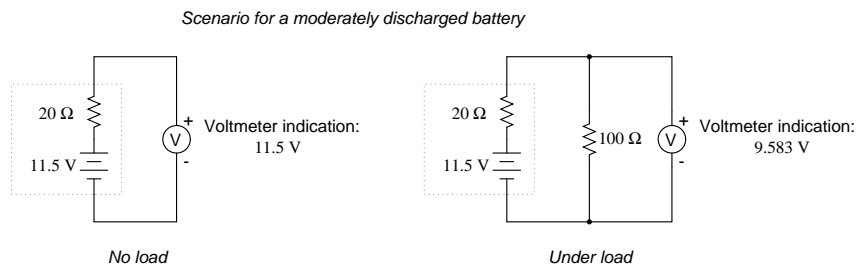 Scenario for a moderately discharged battery
20 Ω
11.5 V
V
+
-
Voltmeter indication:
11.5 V
No load
20 Ω
11.5 V
100 Ω
V
+
-
Voltmeter indication:
9.583 V
Under load